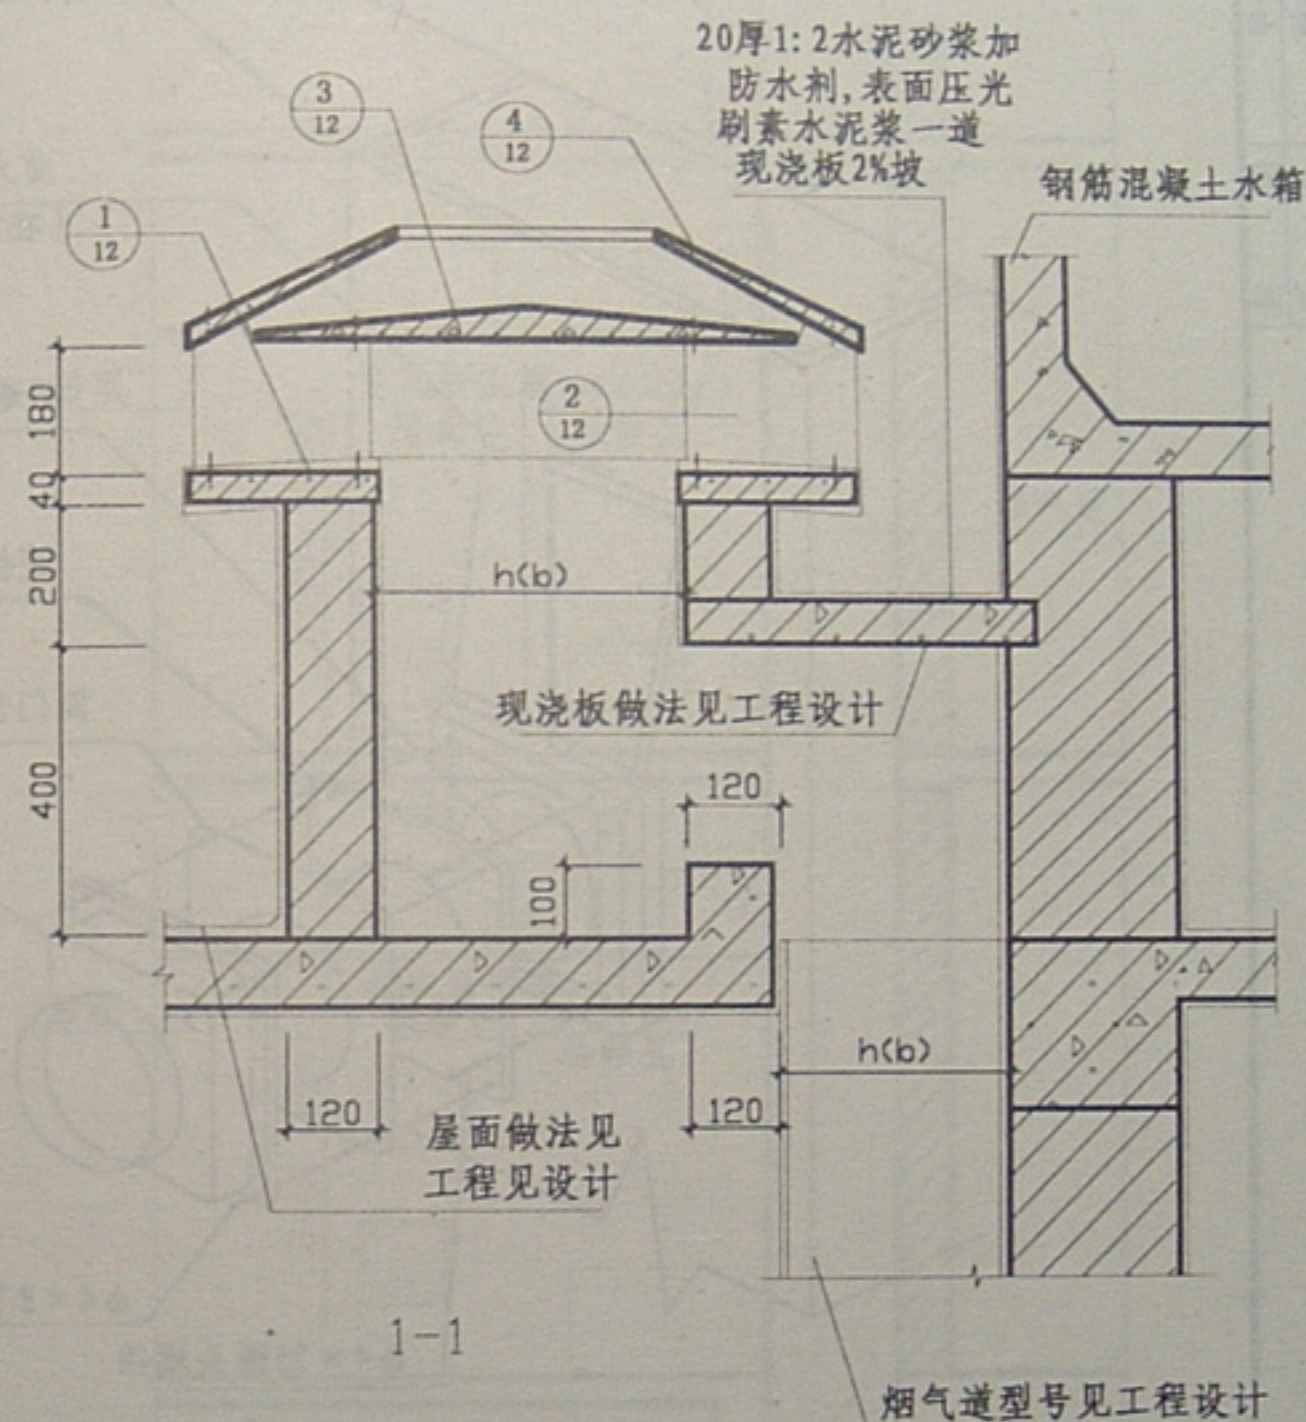 20厚1:2水泥砂浆加
防水剂,表面压光
刷素水泥浆一道
现浇板2%坡
钢筋混凝土水箱
3
12
4
12
1
12
2
12
180
40
200
400
h(b)
现浇板做法见工程设计
120
100
h(b)
120
120
屋面做法见
工程见设计
1-1
烟气道型号见工程设计